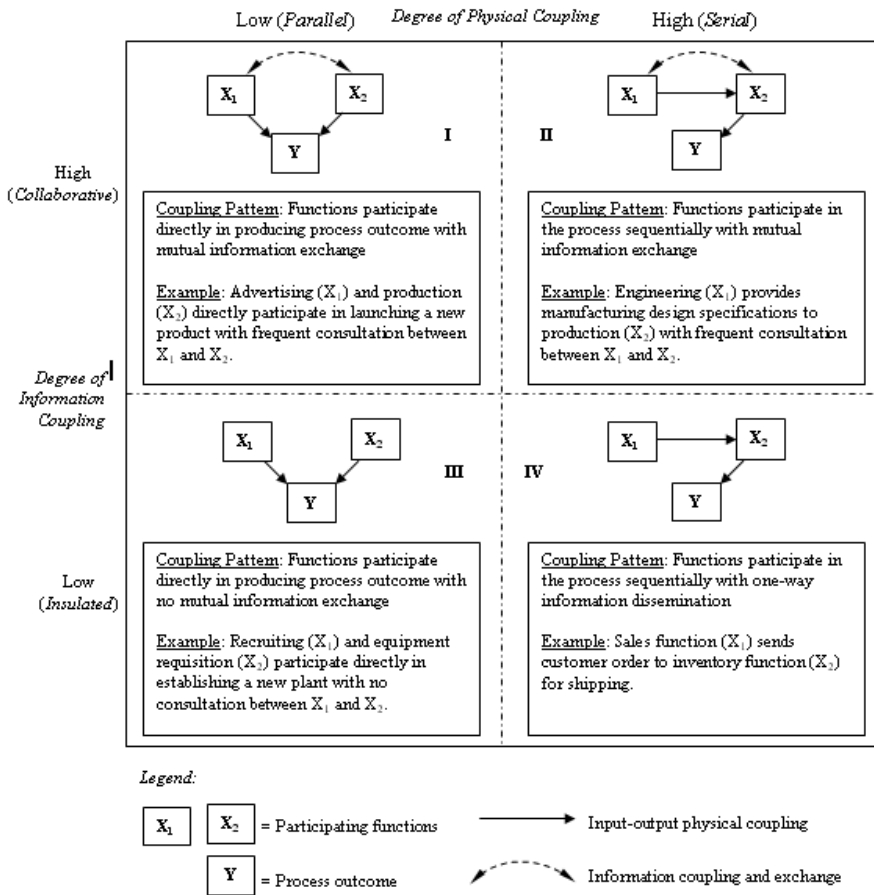 Degree of Physical Coupling
Low (Parallel)
High (Serial)
X₁
X₂
Y
I
High
(Collaborative)
Coupling Pattern: Functions participate
directly in producing process outcome with
mutual information exchange
Example: Advertising (X₁) and production
(X₂) directly participate in launching a new
product with frequent consultation between
X₁ and X₂.
X₁
X₂
Y
II
Coupling Pattern: Functions participate in
the process sequentially with mutual
information exchange
Example: Engineering (X₁) provides
manufacturing design specifications to
production (X₂) with frequent consultation
between X₁ and X₂.
Degree of
Information
Coupling
X₁
X₂
Y
III
Low
(Insulated)
Coupling Pattern: Functions participate
directly in producing process outcome with
no mutual information exchange
Example: Recruiting (X₁) and equipment
requisition (X₂) participate directly in
establishing a new plant with no
consultation between X₁ and X₂.
X₁
X₂
Y
IV
Coupling Pattern: Functions participate in
the process sequentially with one-way
information dissemination
Example: Sales function (X₁) sends
customer order to inventory function (X₂)
for shipping.
Legend:
X₁ X₂ = Participating functions
Input-output physical coupling
Y = Process outcome
Information coupling and exchange